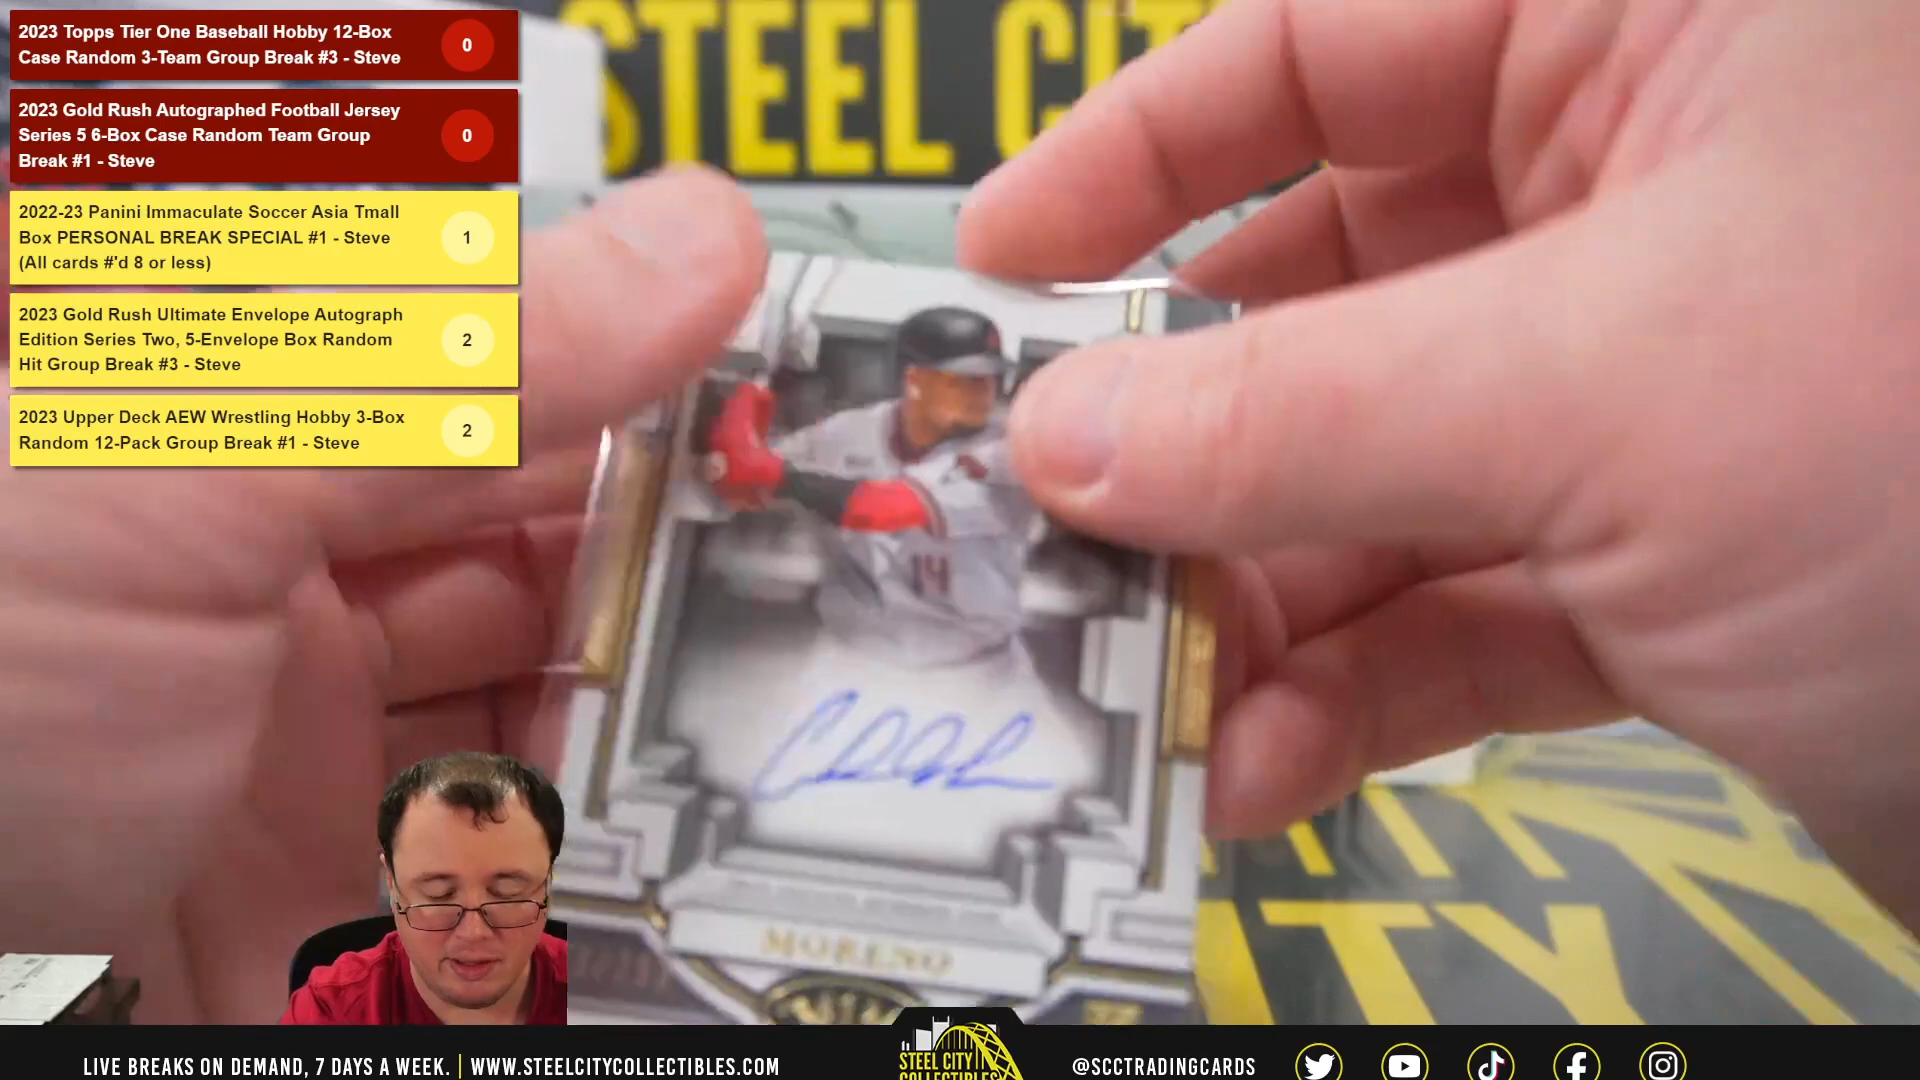 2023 Topps Tier One Baseball Hobby 12-Box
Case Random 3-Team Group Break #3 - Steve
0
2023 Gold Rush Autographed Football Jersey
Series 5 6-Box Case Random Team Group
Break #1 - Steve
0
2022-23 Panini Immaculate Soccer Asia Tmall
Box PERSONAL BREAK SPECIAL #1 - Steve
(All cards #'d 8 or less)
1
2023 Gold Rush Ultimate Envelope Autograph
Edition Series Two, 5-Envelope Box Random
Hit Group Break #3 - Steve
2
2023 Upper Deck AEW Wrestling Hobby 3-Box
Random 12-Pack Group Break #1 - Steve
2
STEEL CIT
14
MORENO
ITY
LIVE BREAKS ON DEMAND, 7 DAYS A WEEK. | WWW.STEELCITYCOLLECTIBLES.COM
STEEL CITY
COLLECTIBLES
@SCCTRADINGCARDS